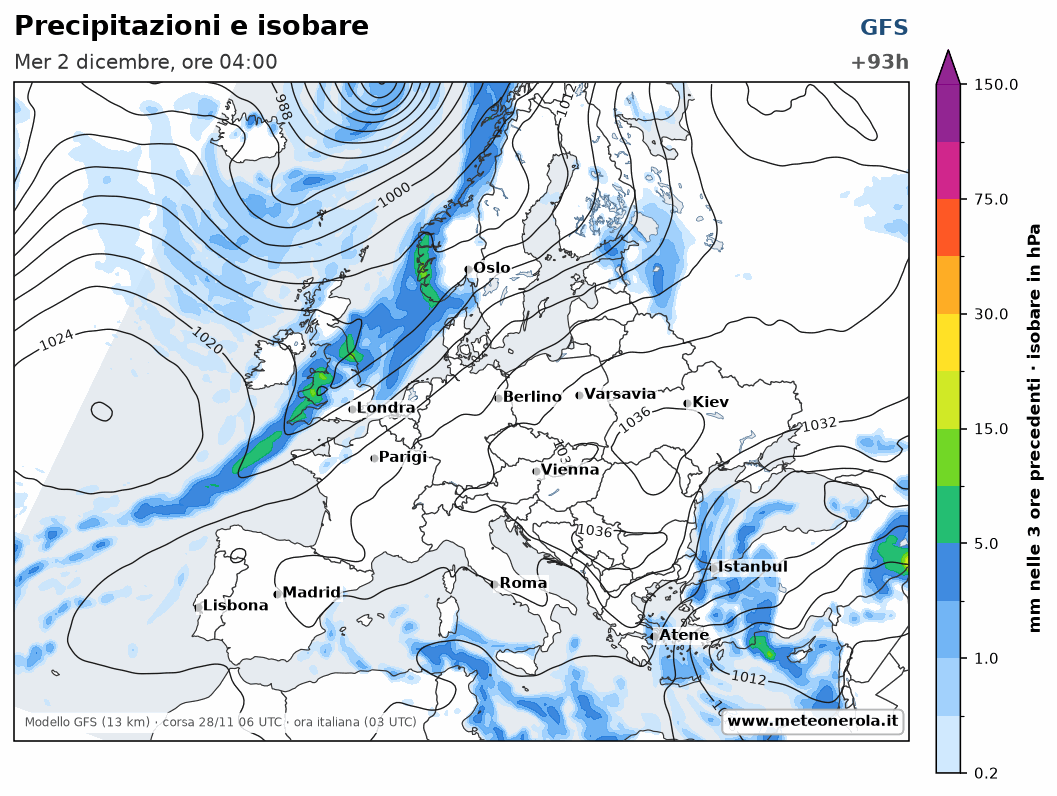 Precipitazioni e isobare
GFS
Mer 2 dicembre, ore 04:00
+93h
988
1012
1000
1024
1020
Oslo
Londra
Berlino
Varsavia
Kiev
1036
1032
Parigi
Vienna
1036
Istanbul
Madrid
Roma
Lisbona
Atene
1012
Modello GFS (13 km) · corsa 28/11 06 UTC · ora italiana (03 UTC)
www.meteonerola.it
150.0
75.0
30.0
15.0
5.0
1.0
0.2
mm nelle 3 ore precedenti · isobare in hPa